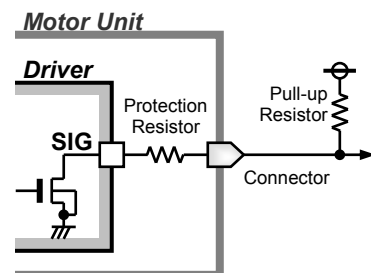 Motor Unit
Driver
Protection
Resistor
Pull-up
Resistor
SIG
Connector